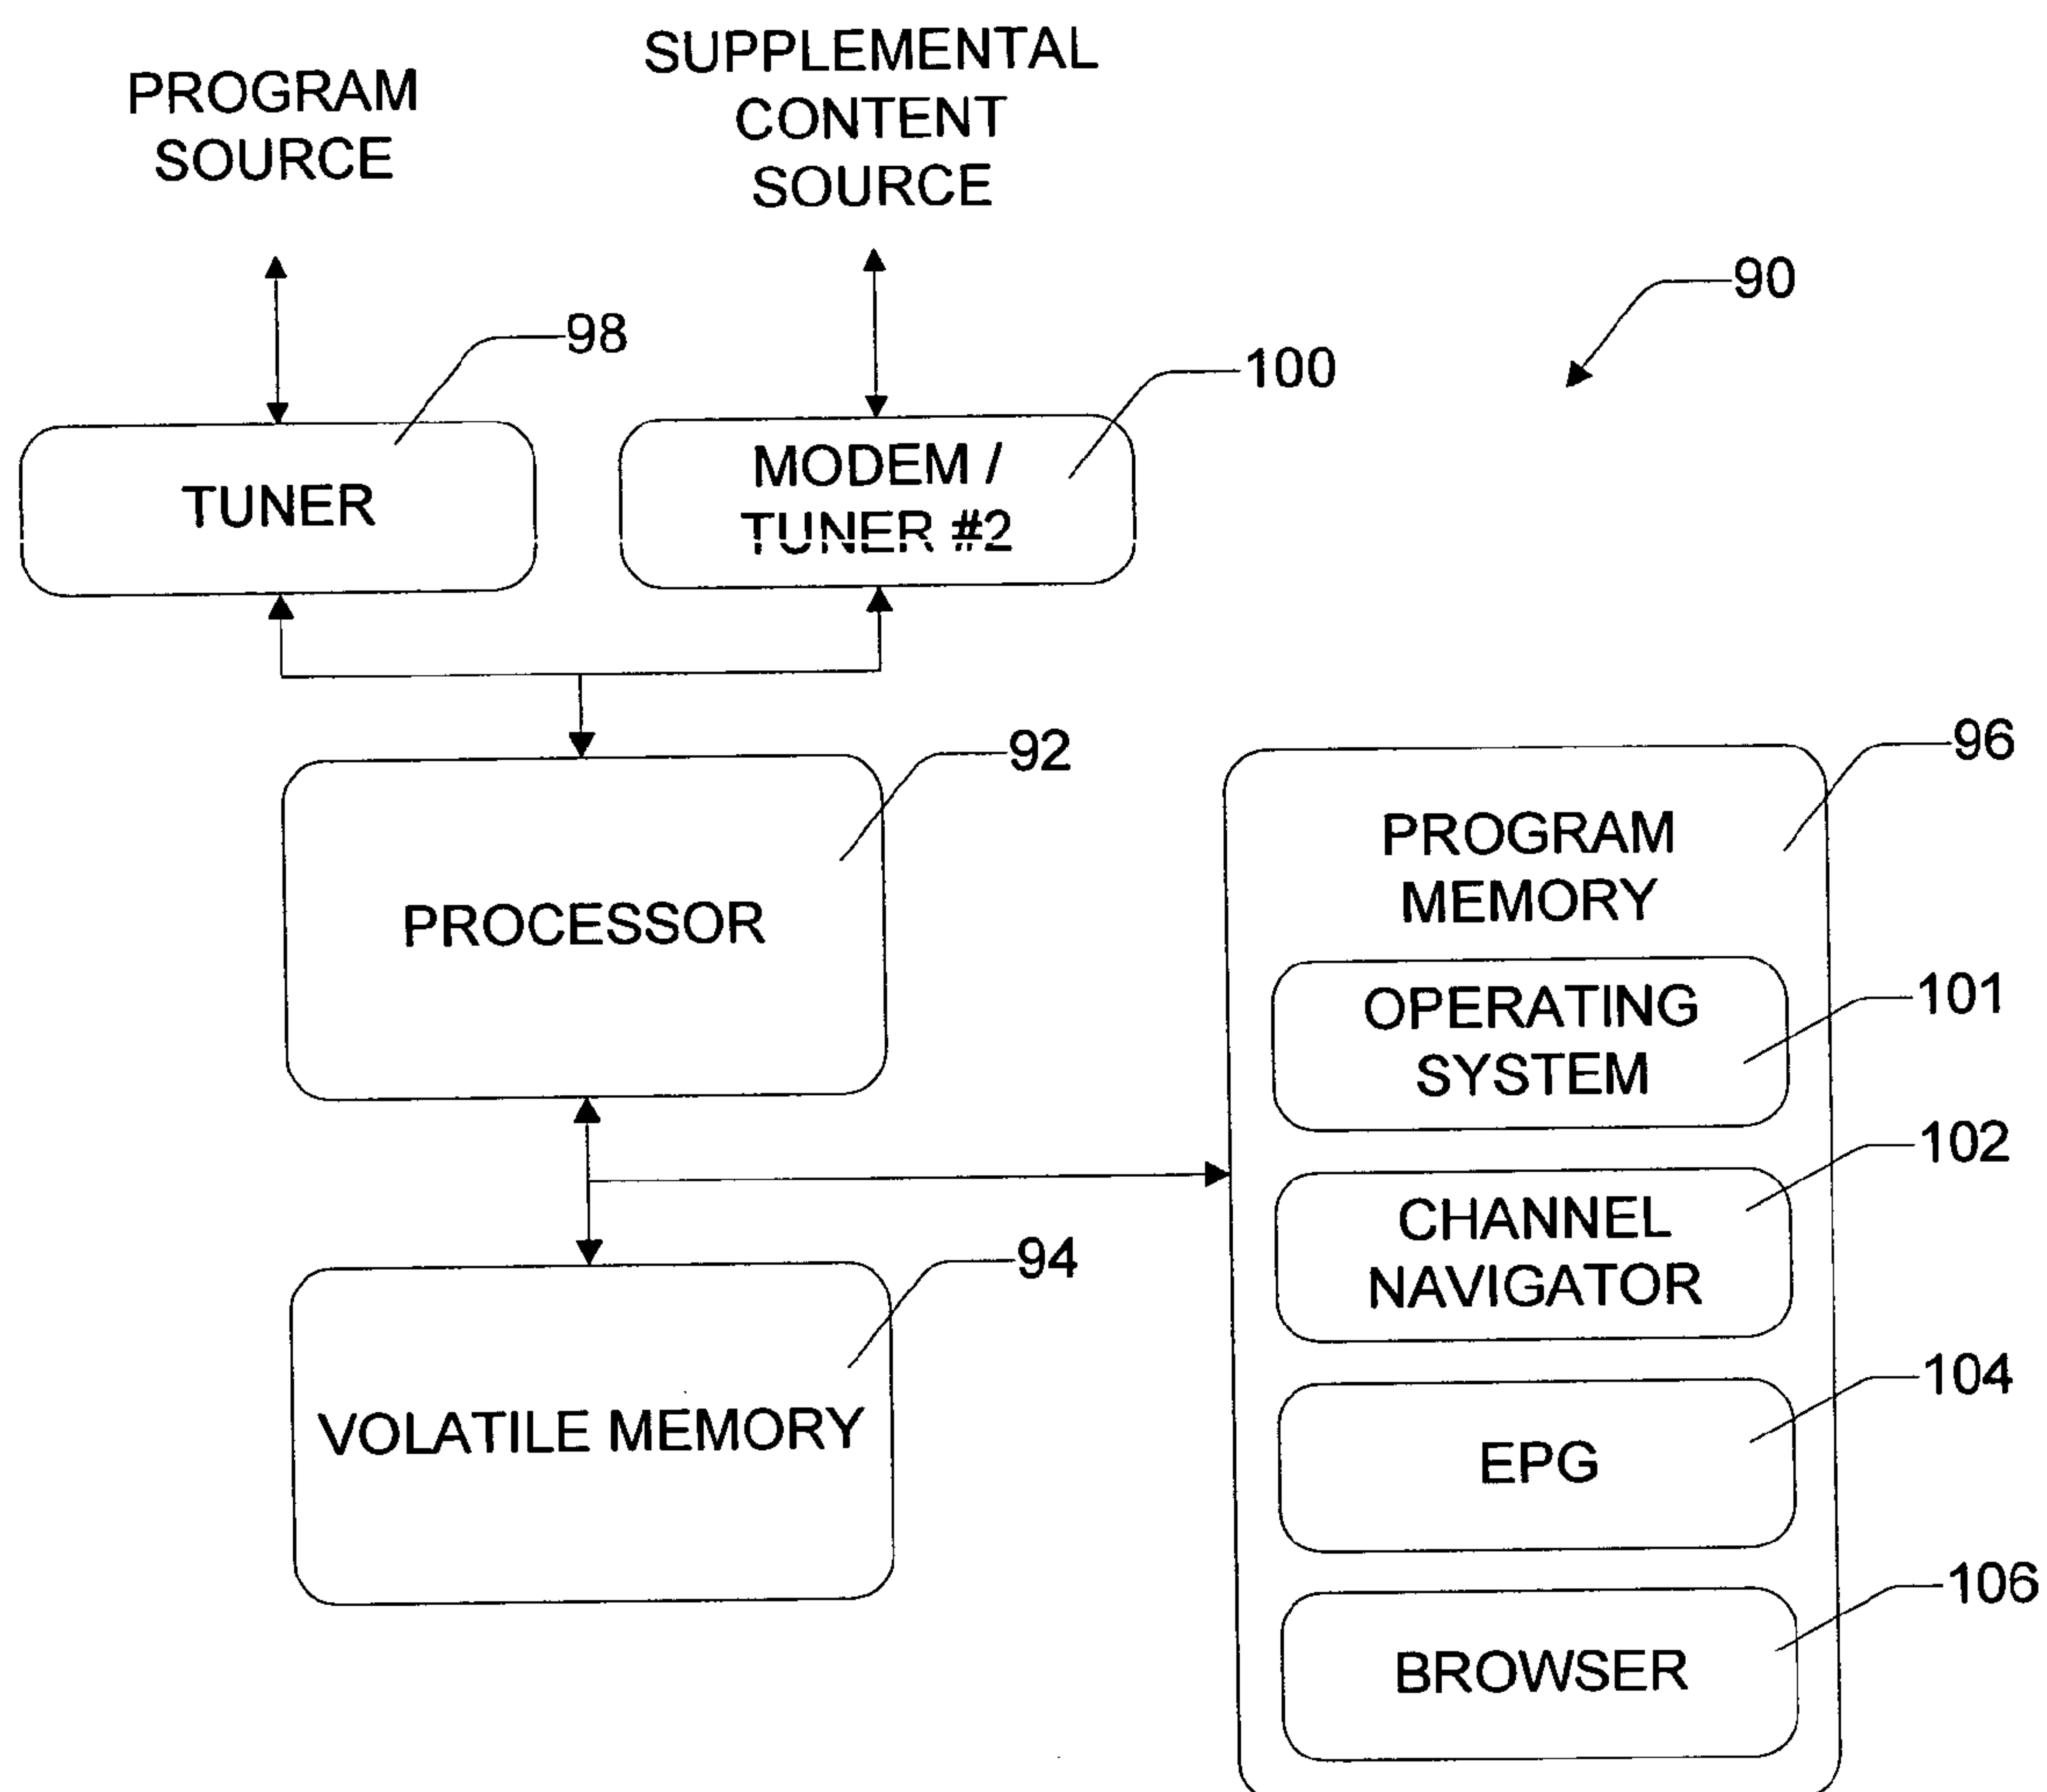 PROGRAM
SOURCE
SUPPLEMENTAL
CONTENT
SOURCE
90
98
100
TUNER
MODEM /
TUNER #2
92
PROCESSOR
96
PROGRAM
MEMORY
101
OPERATING
SYSTEM
102
CHANNEL
NAVIGATOR
94
VOLATILE MEMORY
104
EPG
106
BROWSER